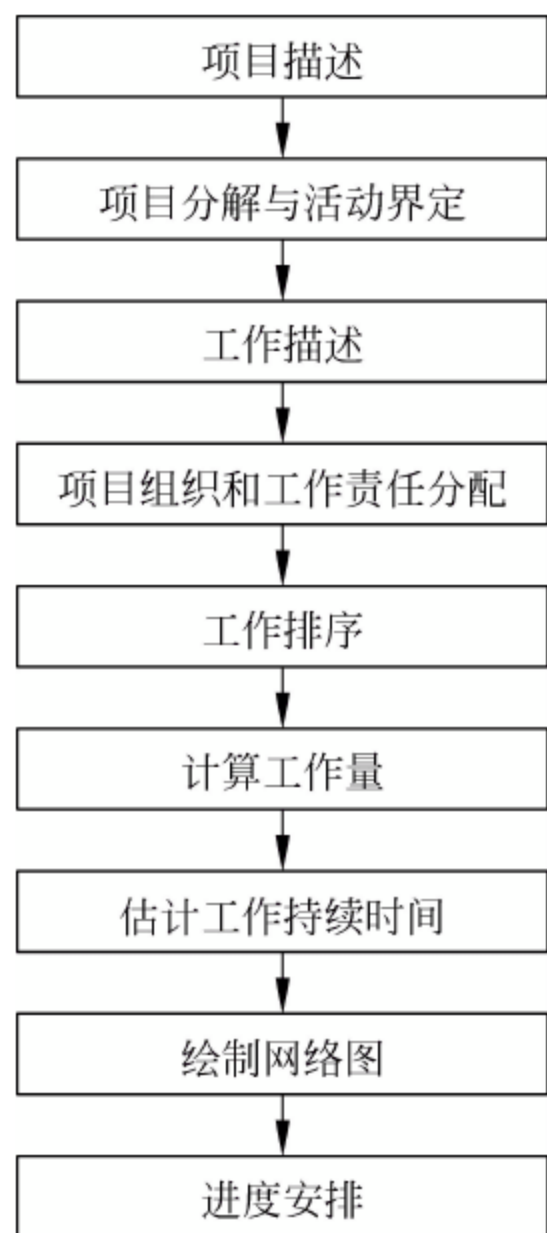 项目描述
项目分解与活动界定
工作描述
项目组织和工作责任分配
工作排序
计算工作量
估计工作持续时间
绘制网络图
进度安排